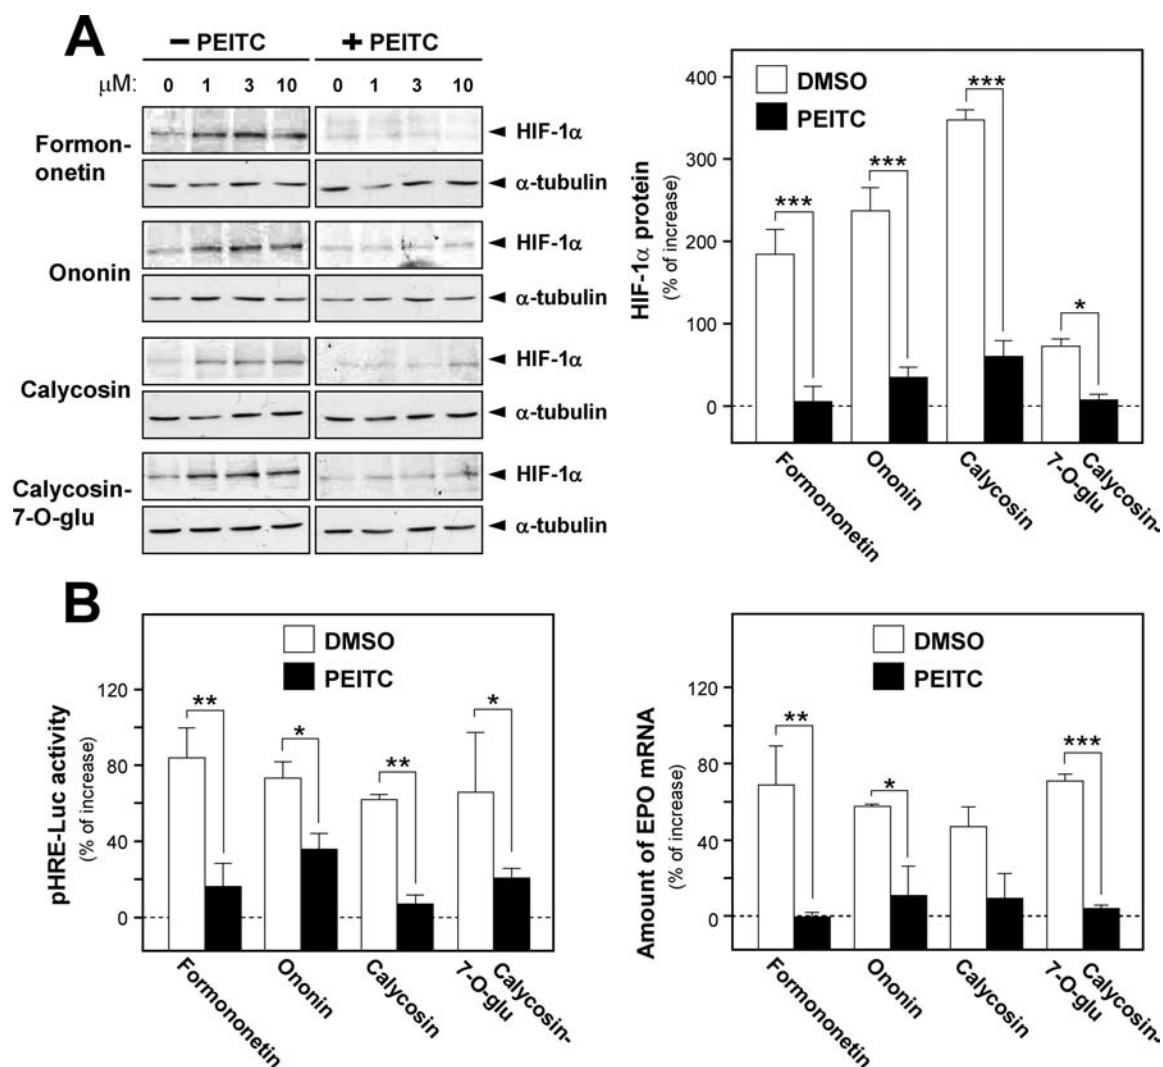 A
− PEITC + PEITC
μM: 0 1 3 10 0 1 3 10
Formon-
onetin
HIF-1α
α-tubulin
Ononin
HIF-1α
α-tubulin
Calycosin
HIF-1α
α-tubulin
Calycosin-
7-O-glu
HIF-1α
α-tubulin
HIF-1α protein
(% of increase)
400
300
200
100
0
DMSO
PEITC
***
***
***
*
Formononetin
Ononin
Calycosin
Calycosin-
7-O-glu
B
pHRE-Luc activity
(% of increase)
120
80
40
0
DMSO
PEITC
**
*
**
*
Formononetin
Ononin
Calycosin
Calycosin-
7-O-glu
Amount of EPO mRNA
(% of increase)
120
80
40
0
DMSO
PEITC
**
*
***
Formononetin
Ononin
Calycosin
Calycosin-
7-O-glu